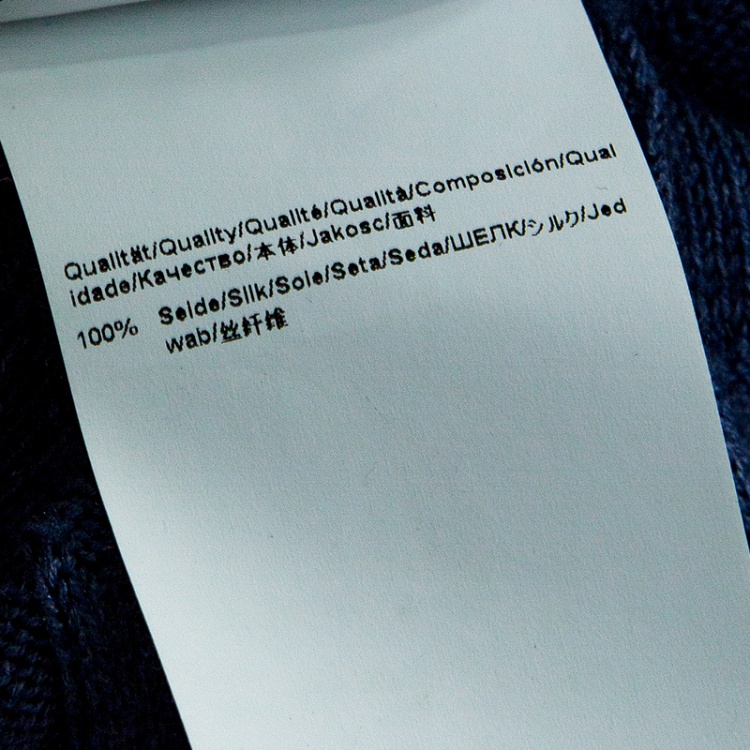 Qualität/Quality/Qualité/Qualità/Composición/Qual
idade/Качество/本体/Jakosc/面料
100% Seide/Silk/Soie/Seta/Seda/ШЕЛК/シルク/Jed
wab/丝纤维